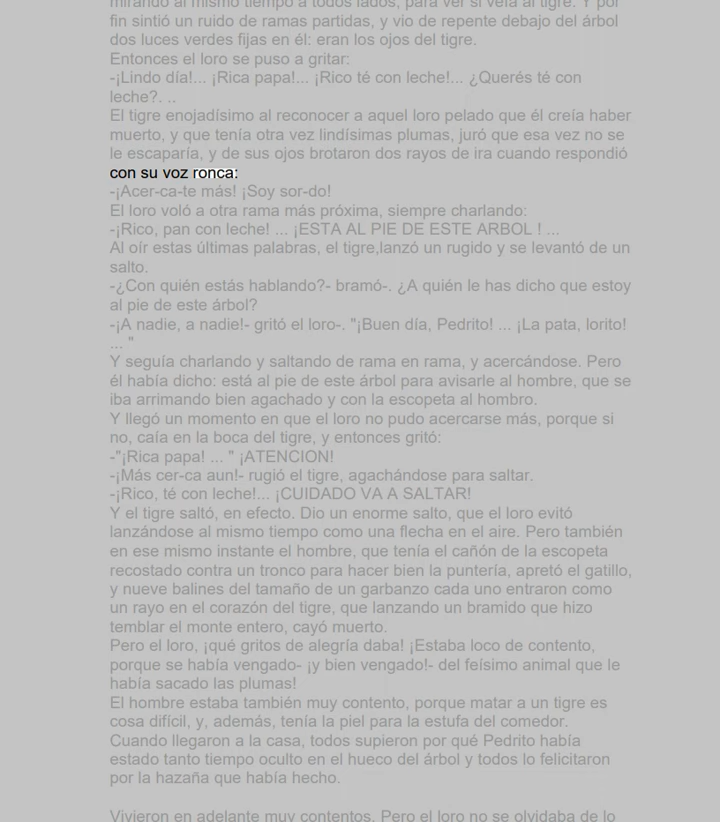 mirando al mismo tiempo a todos lados, para ver si veía al tigre. Y por
fin sintió un ruido de ramas partidas, y vio de repente debajo del árbol
dos luces verdes fijas en él: eran los ojos del tigre.
Entonces el loro se puso a gritar:
-¡Lindo día!... ¡Rica papa!... ¡Rico té con leche!... ¿Querés té con
leche?. ..
El tigre enojadísimo al reconocer a aquel loro pelado que él creía haber
muerto, y que tenía otra vez lindísimas plumas, juró que esa vez no se
le escaparía, y de sus ojos brotaron dos rayos de ira cuando respondió
con su voz ronca:
-¡Acer-ca-te más! ¡Soy sor-do!
El loro voló a otra rama más próxima, siempre charlando:
-¡Rico, pan con leche! ... ¡ESTA AL PIE DE ESTE ARBOL ! ...
Al oír estas últimas palabras, el tigre,lanzó un rugido y se levantó de un
salto.
-¿Con quién estás hablando?- bramó-. ¿A quién le has dicho que estoy
al pie de este árbol?
-¡A nadie, a nadie!- gritó el loro-. "¡Buen día, Pedrito! ... ¡La pata, lorito!
... "
Y seguía charlando y saltando de rama en rama, y acercándose. Pero
él había dicho: está al pie de este árbol para avisarle al hombre, que se
iba arrimando bien agachado y con la escopeta al hombro.
Y llegó un momento en que el loro no pudo acercarse más, porque si
no, caía en la boca del tigre, y entonces gritó:
-"¡Rica papa! ... " ¡ATENCION!
-¡Más cer-ca aun!- rugió el tigre, agachándose para saltar.
-¡Rico, té con leche!... ¡CUIDADO VA A SALTAR!
Y el tigre saltó, en efecto. Dio un enorme salto, que el loro evitó
lanzándose al mismo tiempo como una flecha en el aire. Pero también
en ese mismo instante el hombre, que tenía el cañón de la escopeta
recostado contra un tronco para hacer bien la puntería, apretó el gatillo,
y nueve balines del tamaño de un garbanzo cada uno entraron como
un rayo en el corazón del tigre, que lanzando un bramido que hizo
temblar el monte entero, cayó muerto.
Pero el loro, ¡qué gritos de alegría daba! ¡Estaba loco de contento,
porque se había vengado- ¡y bien vengado!- del feísimo animal que le
había sacado las plumas!
El hombre estaba también muy contento, porque matar a un tigre es
cosa difícil, y, además, tenía la piel para la estufa del comedor.
Cuando llegaron a la casa, todos supieron por qué Pedrito había
estado tanto tiempo oculto en el hueco del árbol y todos lo felicitaron
por la hazaña que había hecho.
Vivieron en adelante muy contentos. Pero el loro no se olvidaba de lo